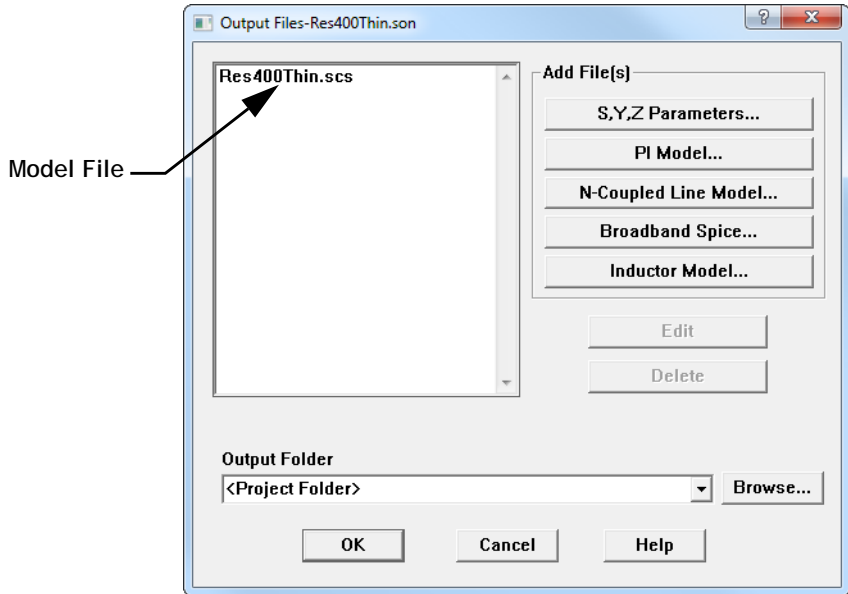 Output Files-Res400Thin.son
Res400Thin.scs
Model File
Add File(s)
S,Y,Z Parameters...
PI Model...
N-Coupled Line Model...
Broadband Spice...
Inductor Model...
Edit
Delete
Output Folder
<Project Folder>
Browse...
OK
Cancel
Help